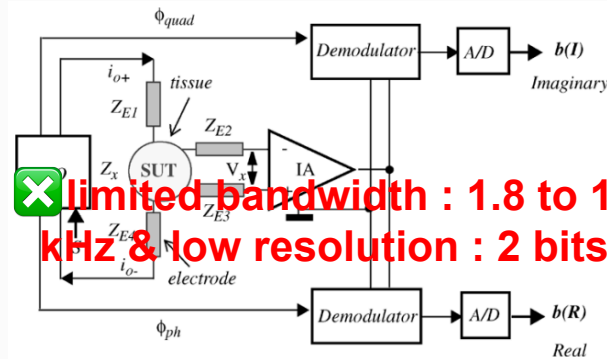 ϕquad
Demodulator
A/D
b(I)
Imaginary
io+
tissue
ZE1
ZE2
Zx
SUT
Vx
-
IA
+
limited bandwidth : 1.8 to 1
ZE3
ZE4
kHz & low resolution : 2 bits
io-
electrode
Demodulator
A/D
b(R)
ϕph
Real